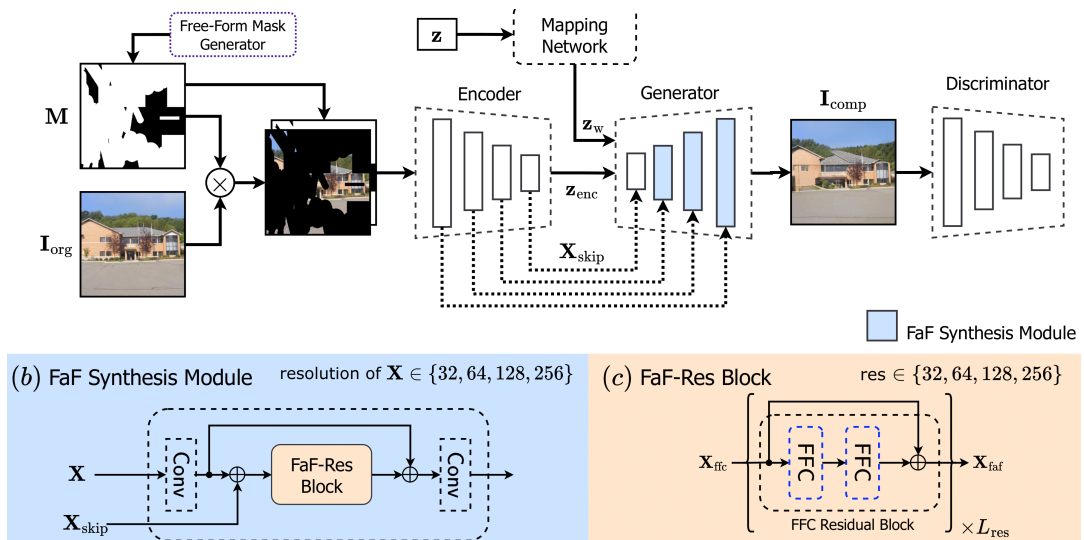 Free-Form Mask
Generator
z
Mapping
Network
M
Encoder
Generator
I_comp
Discriminator
z_w
×
z_enc
I_org
X_skip
FaF Synthesis Module
(b) FaF Synthesis Module
resolution of X ∈ {32, 64, 128, 256}
X
Conv
FaF-Res
Block
Conv
X_skip
(c) FaF-Res Block
res ∈ {32, 64, 128, 256}
X_ffc
FFC
FFC
X_faf
FFC Residual Block
×L_res